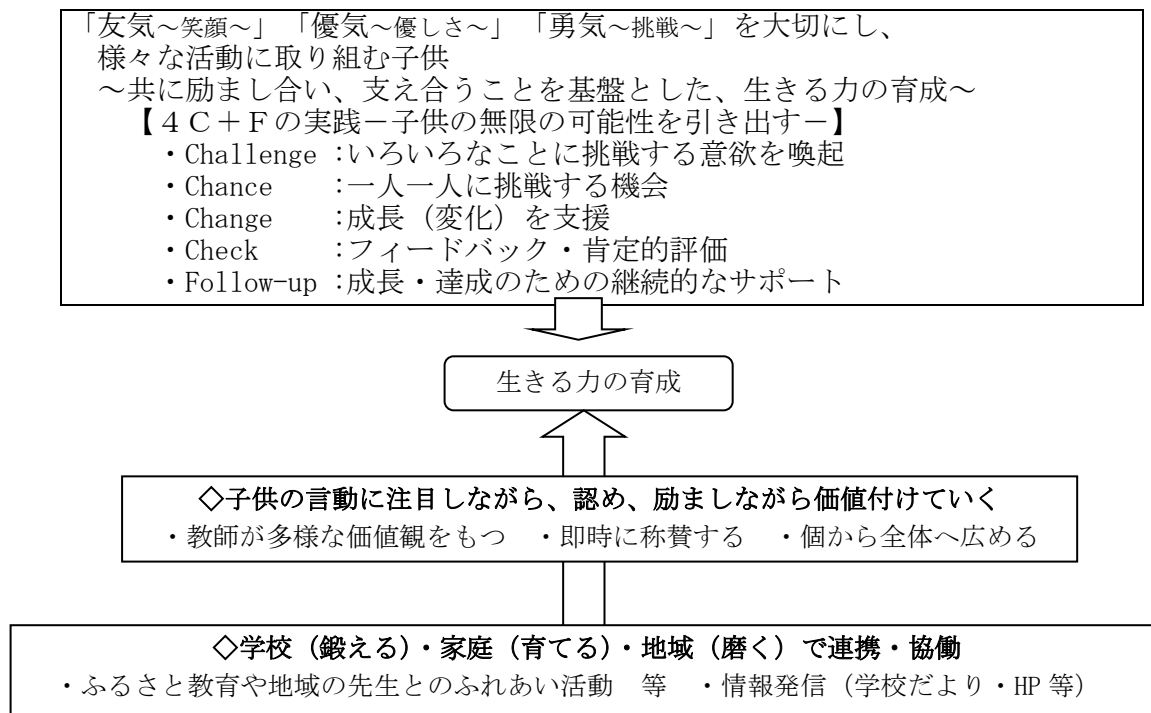 「友気～笑顔～」「優気～優しさ～」「勇気～挑戦～」を大切にし、
様々な活動に取り組む子供
～共に励まし合い、支え合うことを基盤とした、生きる力の育成～
【４Ｃ＋Ｆの実践－子供の無限の可能性を引き出す－】
・Challenge：いろいろなことに挑戦する意欲を喚起
・Chance　　：一人一人に挑戦する機会
・Change　　：成長（変化）を支援
・Check　　 ：フィードバック・肯定的評価
・Follow-up：成長・達成のための継続的なサポート
生きる力の育成
◇子供の言動に注目しながら、認め、励ましながら価値付けていく
・教師が多様な価値観をもつ　・即時に称賛する　・個から全体へ広める
◇学校（鍛える）・家庭（育てる）・地域（磨く）で連携・協働
・ふるさと教育や地域の先生とのふれあい活動　等　・情報発信（学校だより・HP 等）